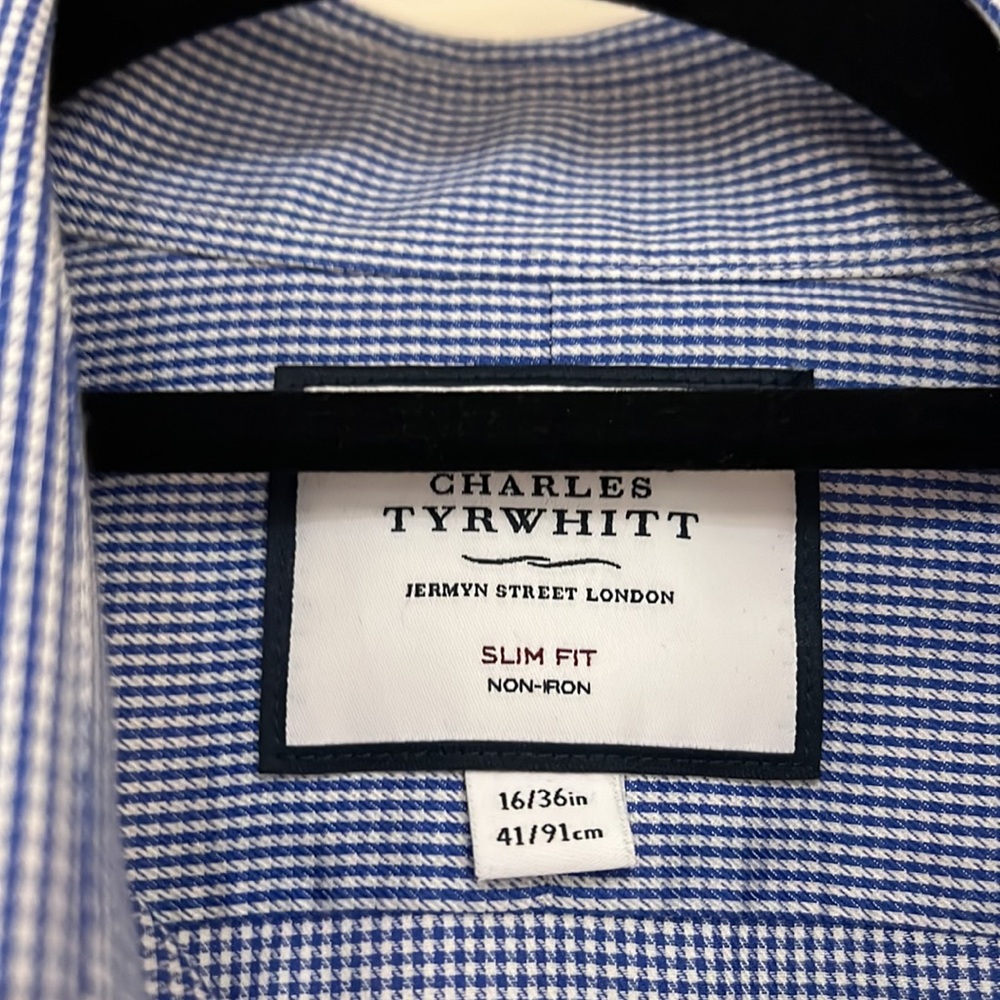 CHARLES
TYRWHITT
JERMYN STREET LONDON
SLIM FIT
NON-IRON
16/36in
41/91cm